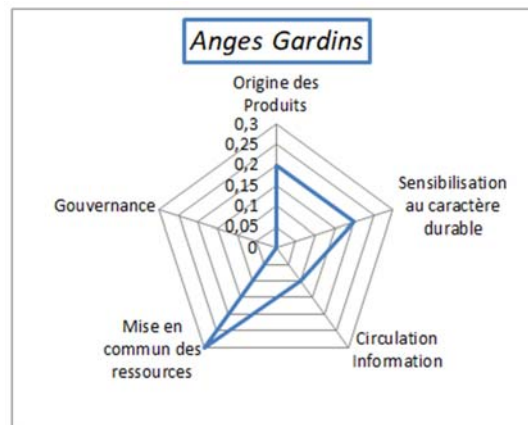 Anges Gardins
Origine des
Produits
0,3
0,25
0,2
0,15
0,1
0,05
0
Sensibilisation
au caractère
durable
Gouvernance
Mise en
commun des
ressources
Circulation
Information